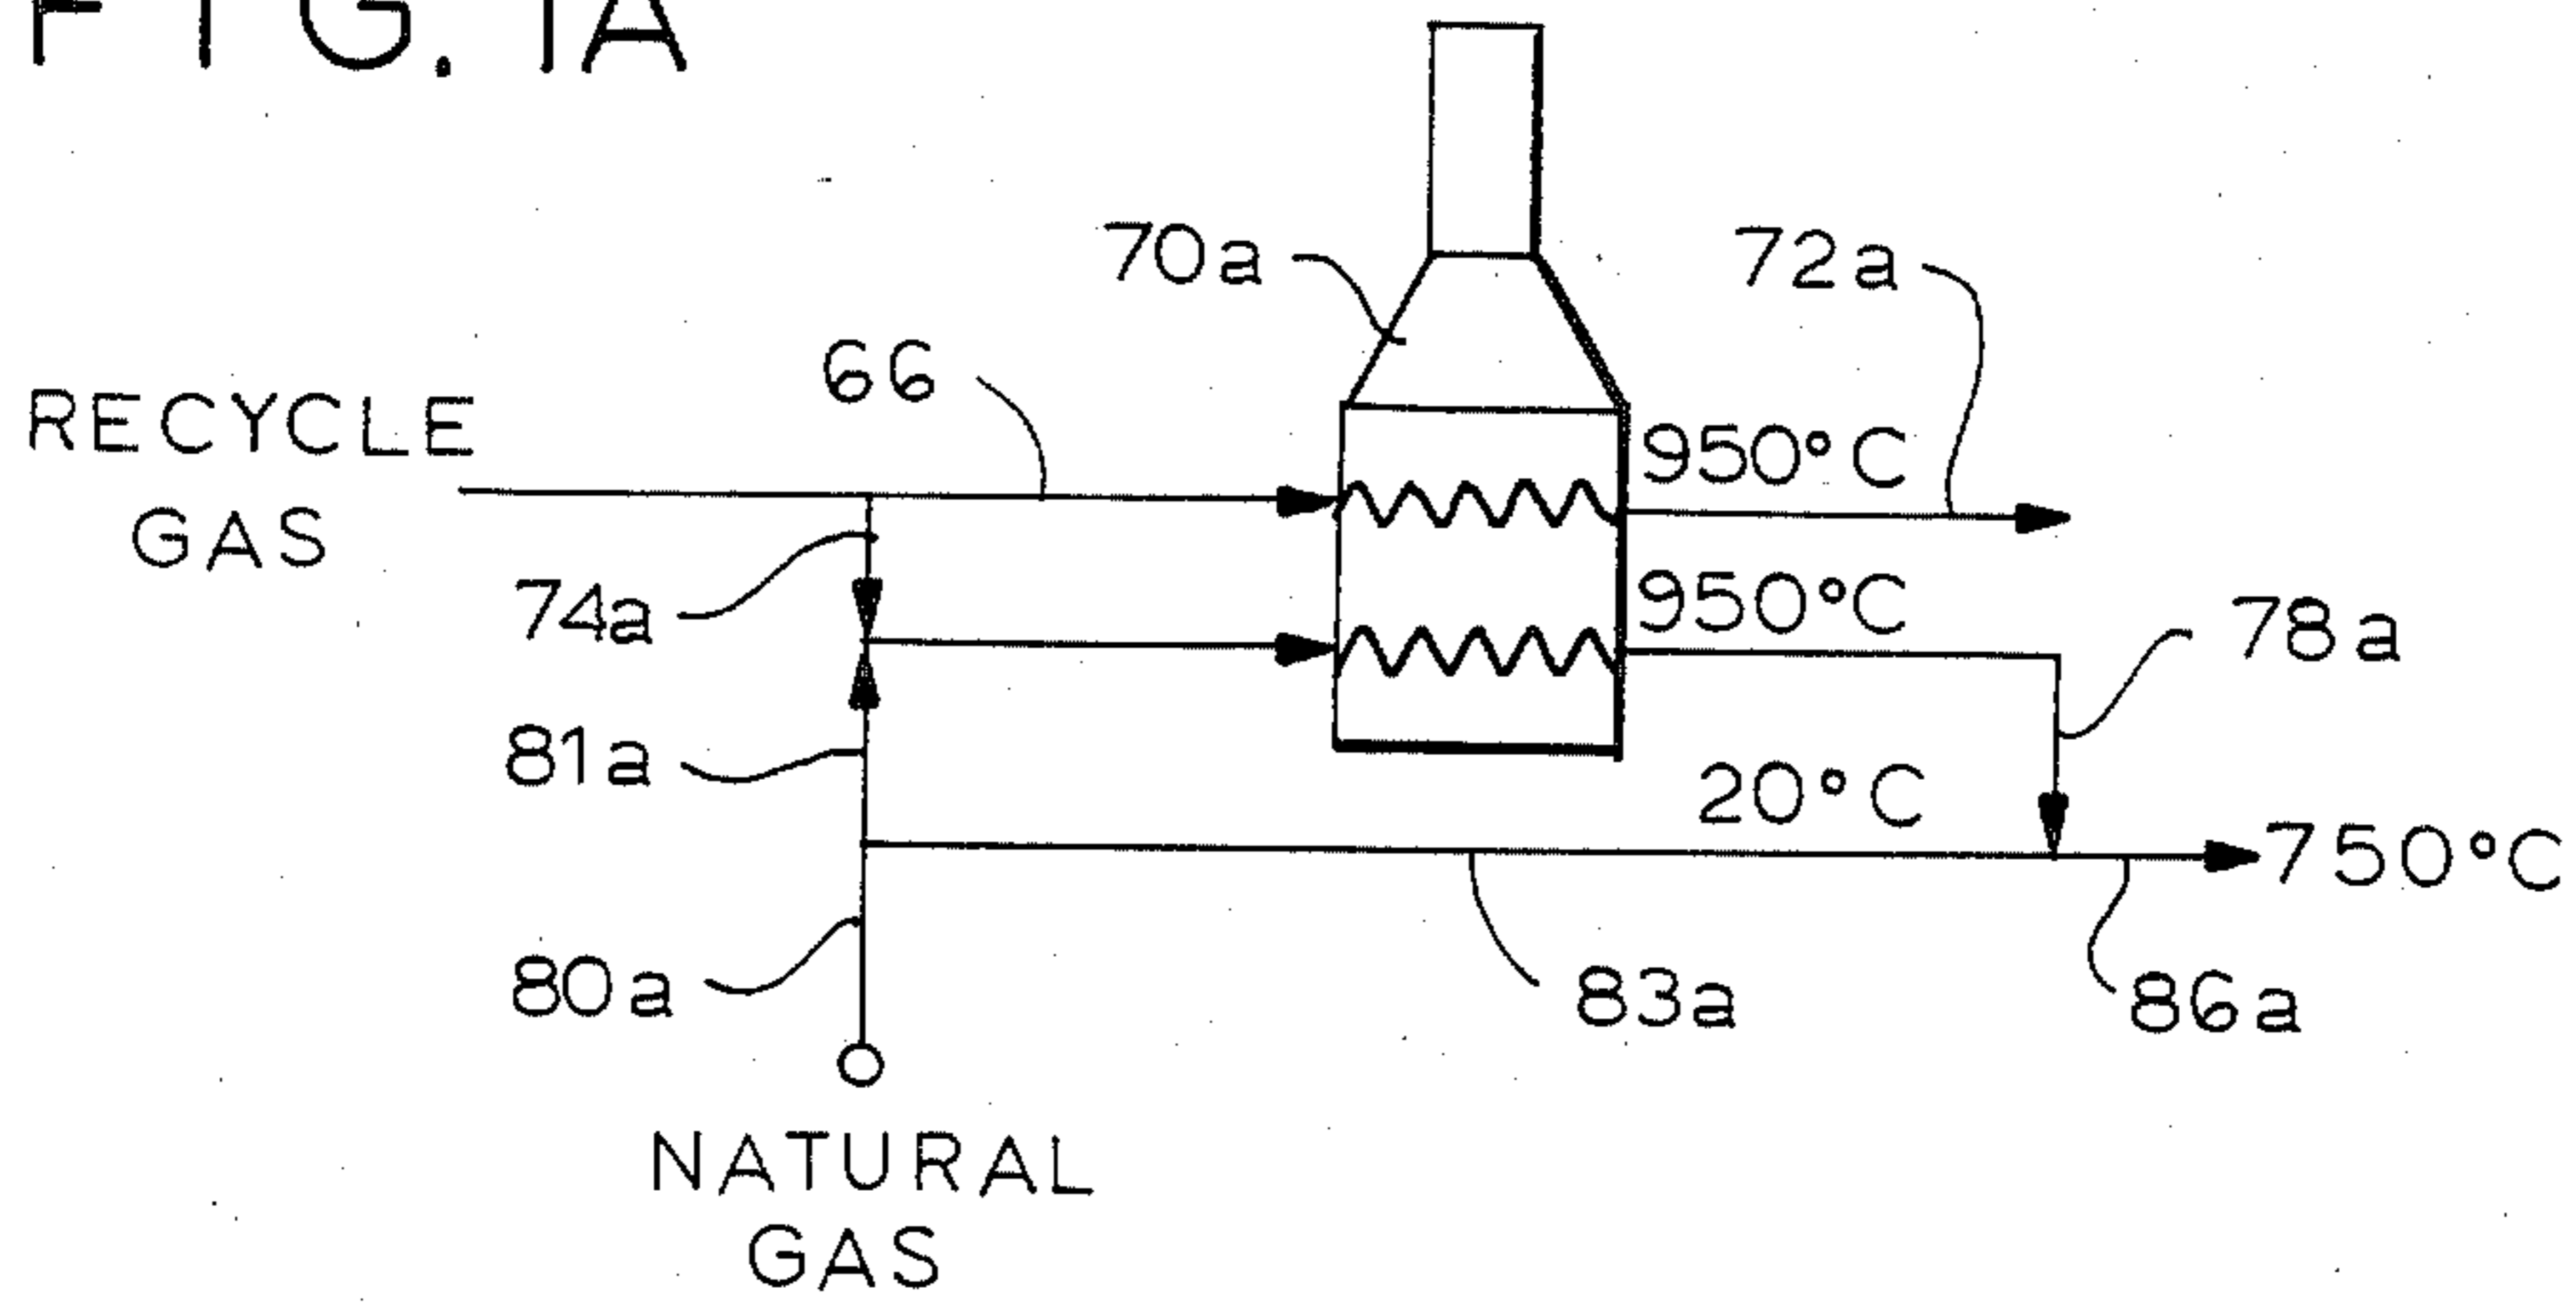 FIG. 1A
70a
72a
66
RECYCLE
GAS
950°C
74a
950°C
78a
81a
20°C
750°C
80a
83a
86a
NATURAL
GAS